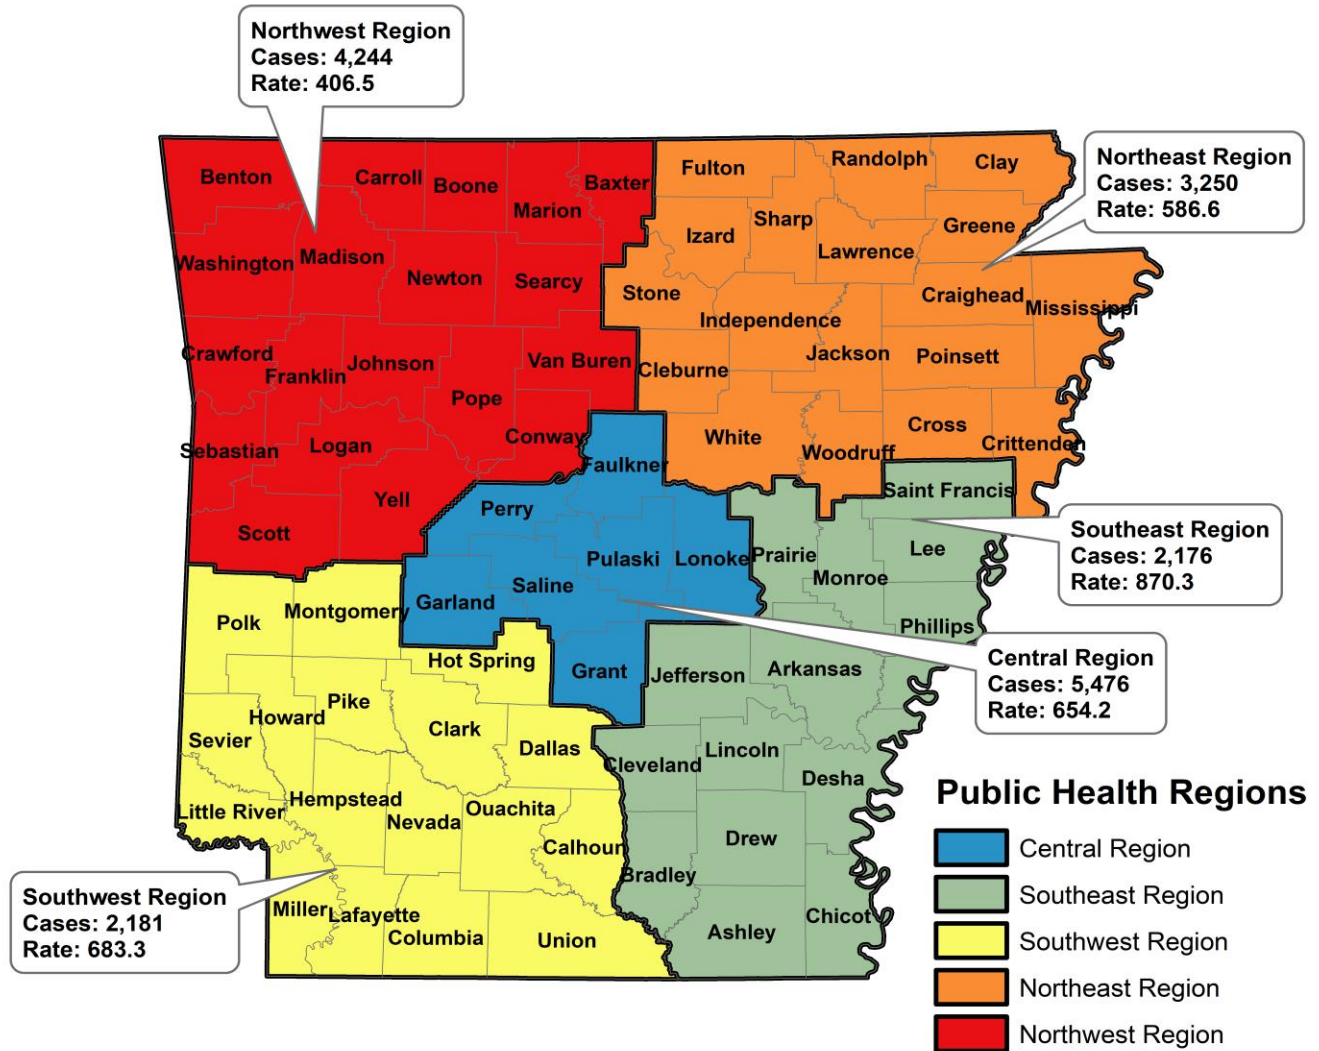 Northwest Region
Cases: 4,244
Rate: 406.5
Northeast Region
Cases: 3,250
Rate: 586.6
Benton
Carroll
Boone
Marion
Baxter
Washington
Madison
Newton
Searcy
Crawford
Franklin
Johnson
Pope
Van Buren
Conway
Sebastian
Logan
Yell
Scott
Fulton
Randolph
Clay
Sharp
Izard
Greene
Lawrence
Stone
Independence
Craighead
Mississippi
Cleburne
Jackson
Poinsett
White
Woodruff
Cross
Crittenden
Faulkner
Perry
Pulaski
Lonoke
Saline
Garland
Grant
Saint Francis
Prairie
Monroe
Lee
Phillips
Southeast Region
Cases: 2,176
Rate: 870.3
Central Region
Cases: 5,476
Rate: 654.2
Jefferson
Arkansas
Cleveland
Lincoln
Desha
Drew
Bradley
Ashley
Chicot
Polk
Montgomery
Hot Spring
Howard
Pike
Clark
Sevier
Dallas
Little River
Hempstead
Nevada
Ouachita
Calhoun
Miller
Lafayette
Columbia
Union
Southwest Region
Cases: 2,181
Rate: 683.3
Public Health Regions
Central Region
Southeast Region
Southwest Region
Northeast Region
Northwest Region